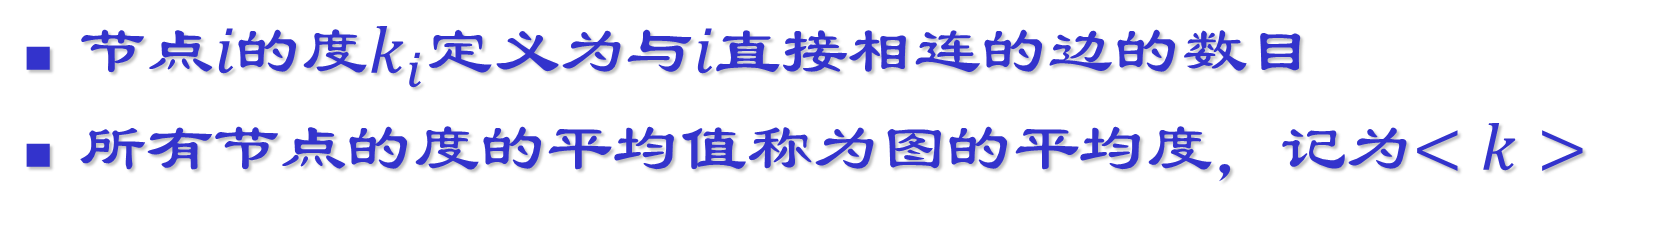 ■ 节点i的度kᵢ定义为与i直接相连的边的数目
■ 所有节点的度的平均值称为图的平均度，记为< k >